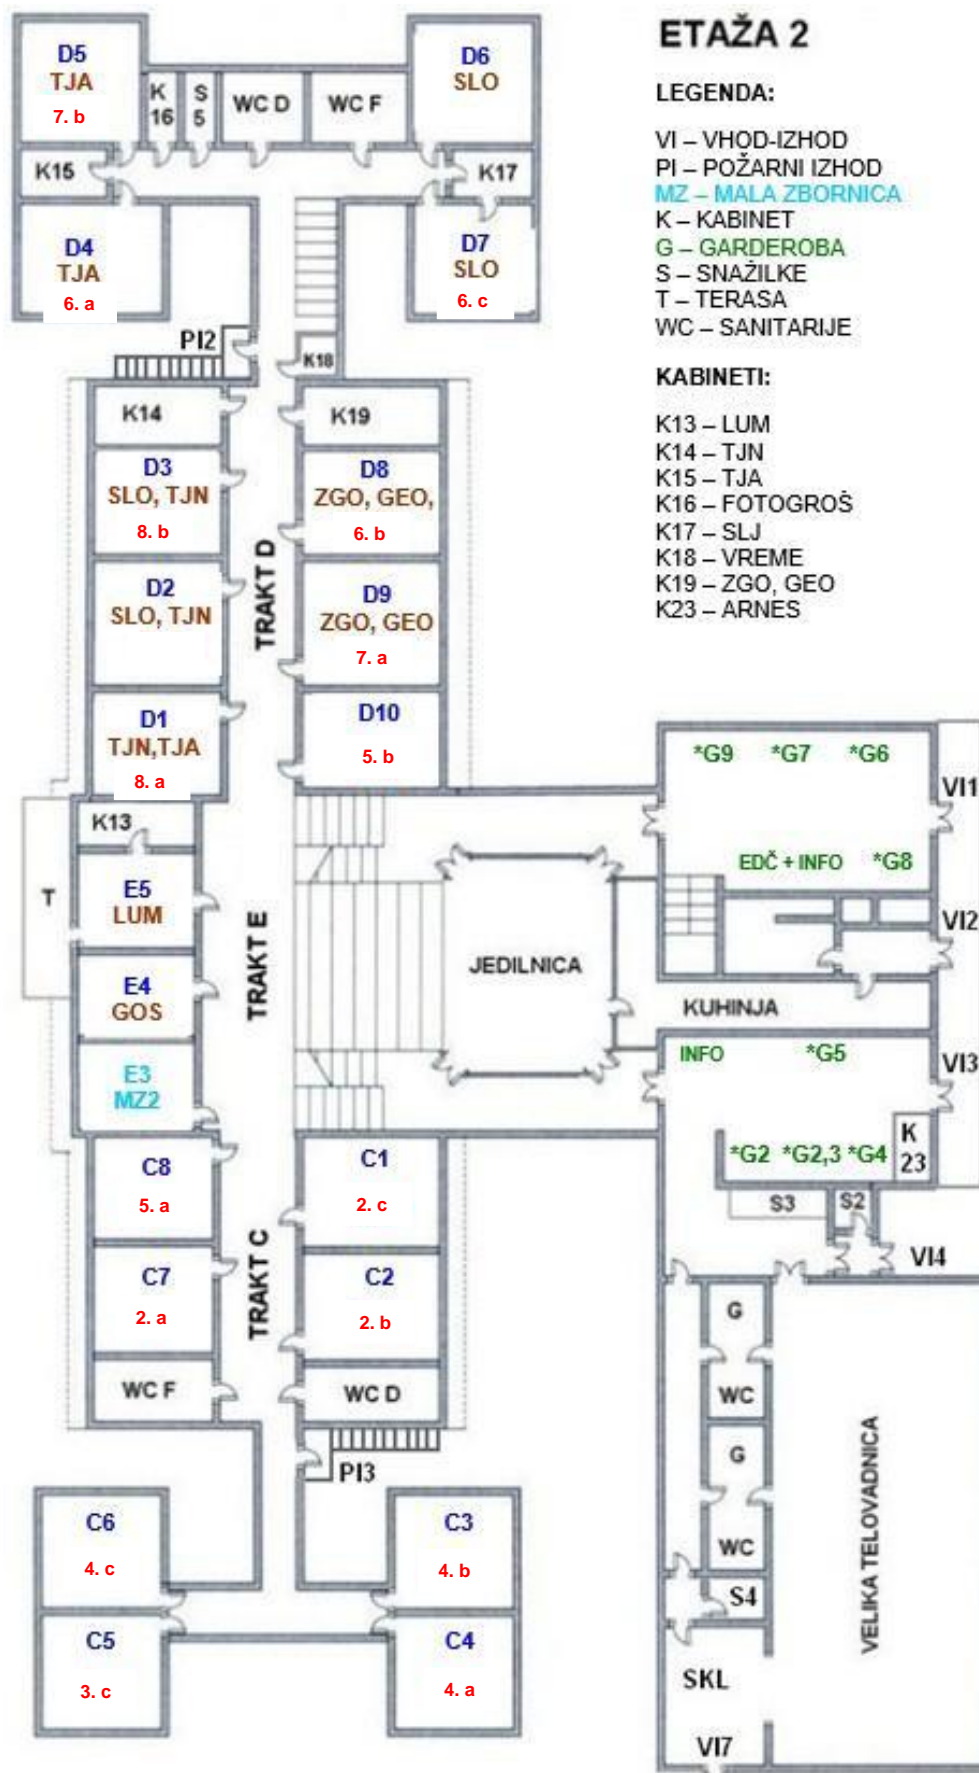 ETAŽA 2
LEGENDA:
VI – VHOD-IZHOD
PI – POŽARNI IZHOD
MZ – MALA ZBORNICA
K – KABINET
G – GARDEROBA
S – SNAŽILKE
T – TERASA
WC – SANITARIJE
KABINETI:
K13 – LUM
K14 – TJN
K15 – TJA
K16 – FOTOGROŠ
K17 – SLJ
K18 – VREME
K19 – ZGO, GEO
K23 – ARNES
D5
TJA
7. b
K
16
S
5
WC D
WC F
D6
SLO
K15
K17
D4
TJA
6. a
D7
SLO
6. c
PI2
K18
K14
K19
D3
SLO, TJN
8. b
D8
ZGO, GEO,
6. b
TRAKT D
D2
SLO, TJN
D9
ZGO, GEO
7. a
D1
TJN,TJA
8. a
D10
5. b
K13
T
E5
LUM
TRAKT E
E4
GOS
E3
MZ2
JEDILNICA
*G9
*G7
*G6
VI1
EDČ + INFO
*G8
VI2
KUHINJA
INFO
*G5
VI3
*G2
*G2,3
*G4
K
23
S3
S2
VI4
C8
5. a
C1
2. c
TRAKT C
C7
2. a
C2
2. b
WC F
WC D
PI3
C6
4. c
C3
4. b
C5
3. c
C4
4. a
G
WC
G
WC
S4
SKL
VI7
VELIKA TELOVADNICA